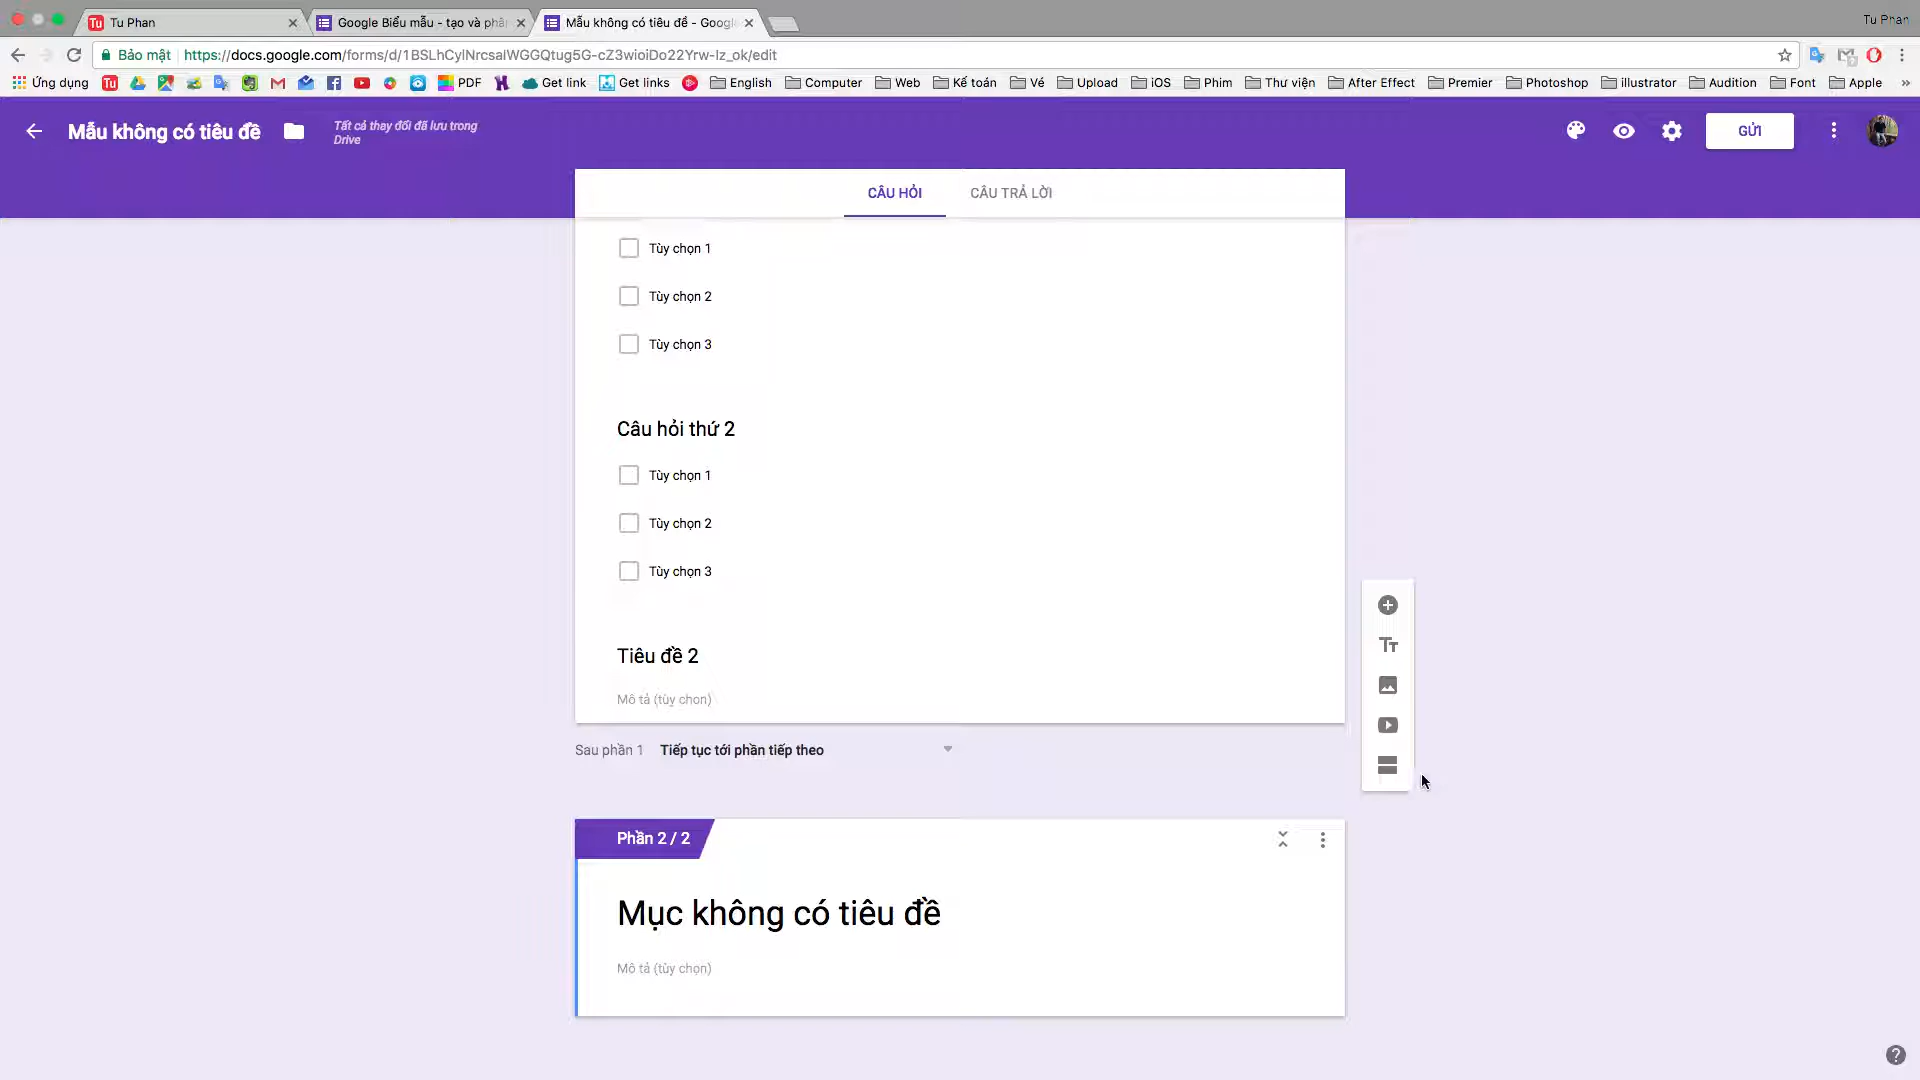 Tu Phan
Google Biểu mẫu - tạo và phân
Mẫu không có tiêu đề - Google
Tu Phan
Bảo mật
https://docs.google.com/forms/d/1BSLhCylNrcsaIWGGQtug5G-cZ3wioiDo22Yrw-Iz_ok/edit
Ứng dụng
Tu
PDF
Get link
Get links
English
Computer
Web
Kế toán
Vé
Upload
iOS
Phim
Thư viện
After Effect
Premier
Photoshop
illustrator
Audition
Font
Apple
Mẫu không có tiêu đề
Tất cả thay đổi đã lưu trong
Drive
GỬI
CÂU HỎI
CÂU TRẢ LỜI
Tùy chọn 1
Tùy chọn 2
Tùy chọn 3
Câu hỏi thứ 2
Tùy chọn 1
Tùy chọn 2
Tùy chọn 3
Tiêu đề 2
Mô tả (tùy chọn)
Sau phần 1 Tiếp tục tới phần tiếp theo
Phần 2 / 2
Mục không có tiêu đề
Mô tả (tùy chọn)